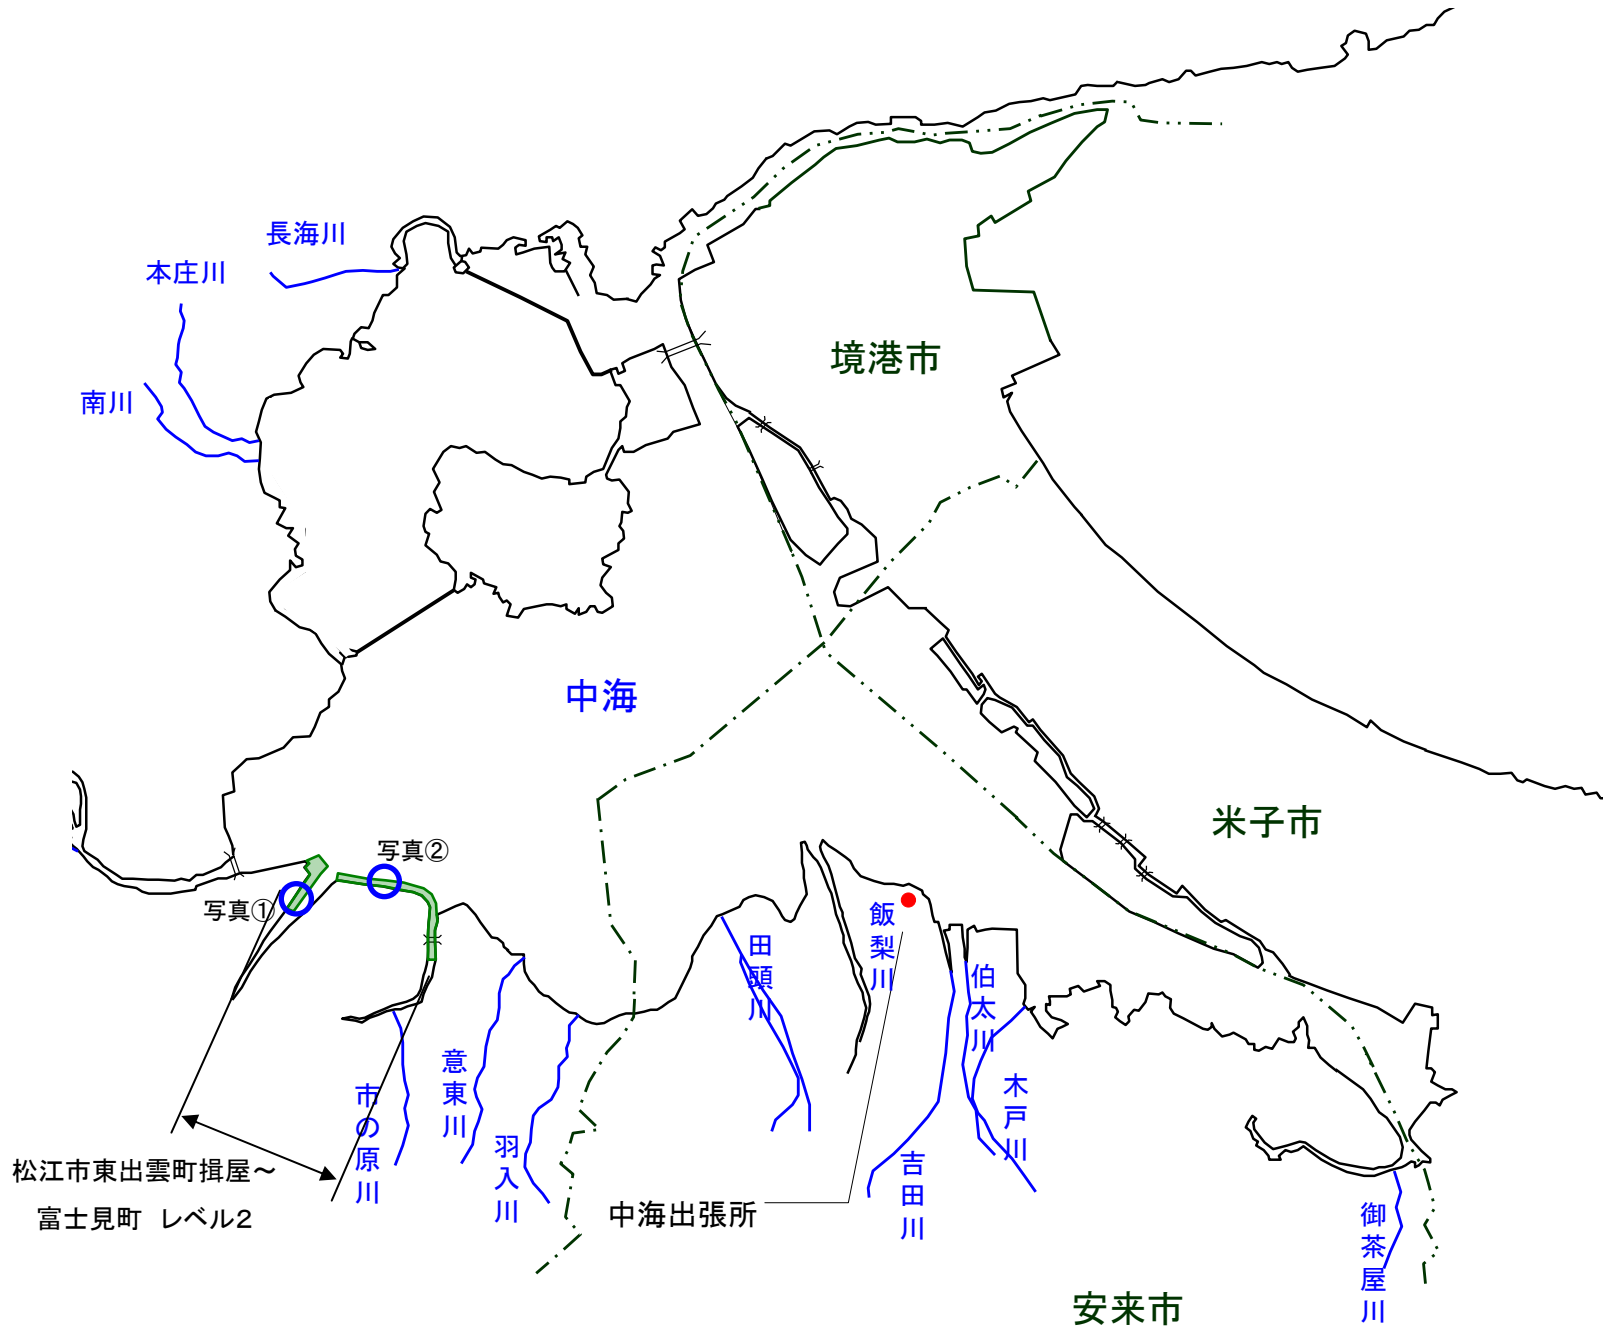 長海川
本庄川
境港市
南川
中海
米子市
写真②
写真①
飯梨川
田頭川
伯太川
意東川
木戸川
市の原川
羽入川
吉田川
松江市東出雲町揖屋～
富士見町 レベル2
中海出張所
御茶屋川
安来市